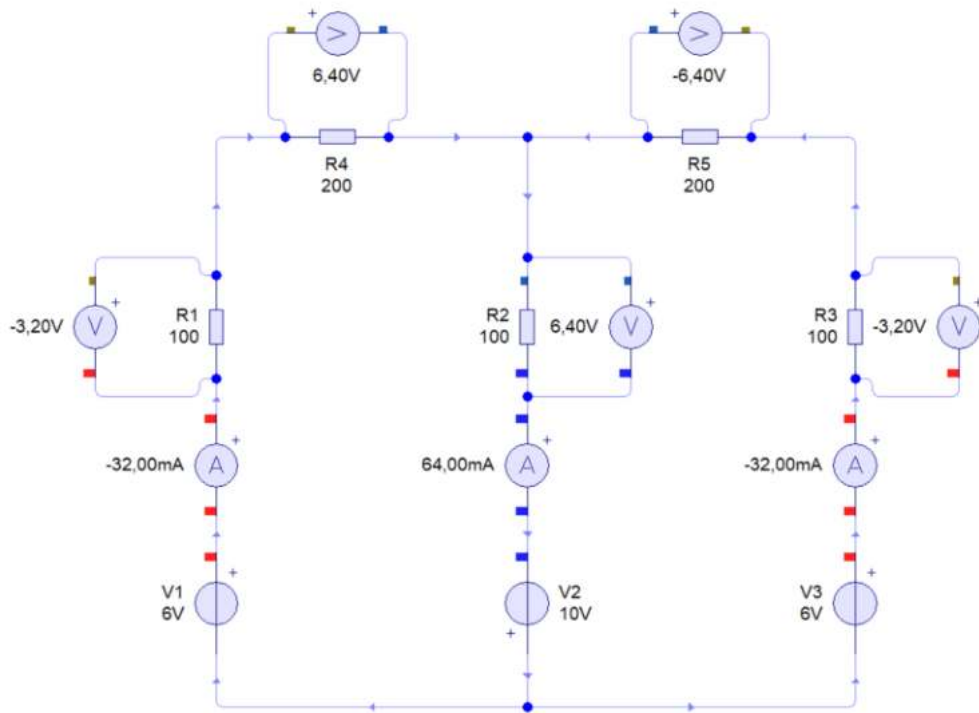 +
V
6,40V
+
V
-6,40V
R4
200
R5
200
+
V
-3,20V
R1
100
R2
100
+
V
6,40V
R3
100
+
V
-3,20V
+
A
-32,00mA
+
A
64,00mA
+
A
-32,00mA
+
V1
6V
V2
10V
+
+
V3
6V